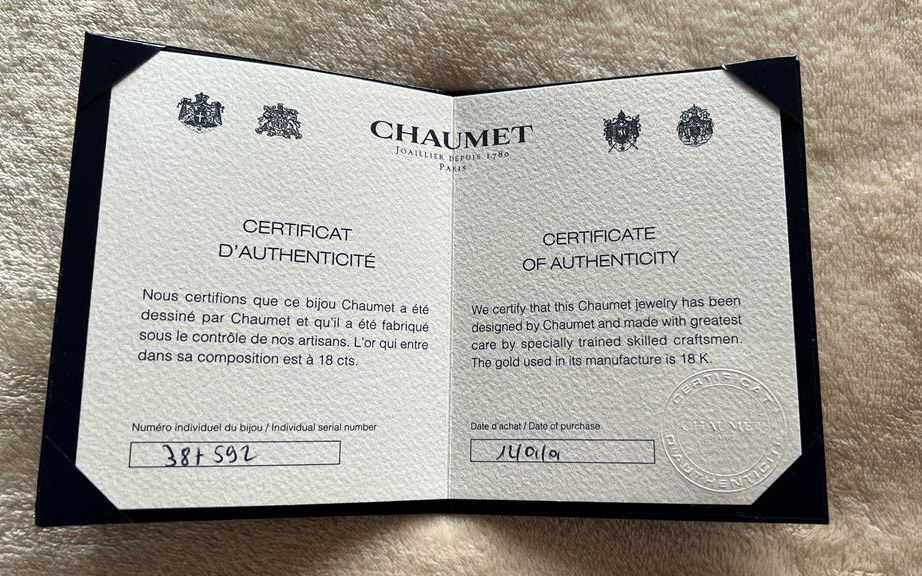 CHAUMET
JOAILLIER DEPUIS 1780
PARIS
CERTIFICAT
D'AUTHENTICITÉ
Nous certifions que ce bijou Chaumet a été
dessiné par Chaumet et qu'il a été fabriqué
sous le contrôle de nos artisans. L'or qui entre
dans sa composition est à 18 cts.
Numéro individuel du bijou / Individual serial number
CERTIFICATE
OF AUTHENTICITY
We certify that this Chaumet jewelry has been
designed by Chaumet and made with greatest
care by specially trained skilled craftsmen.
The gold used in its manufacture is 18 K.
Date d'achat / Date of purchase
CERTIFICAT
CHAUMET
D'AUTHENTICITÉ